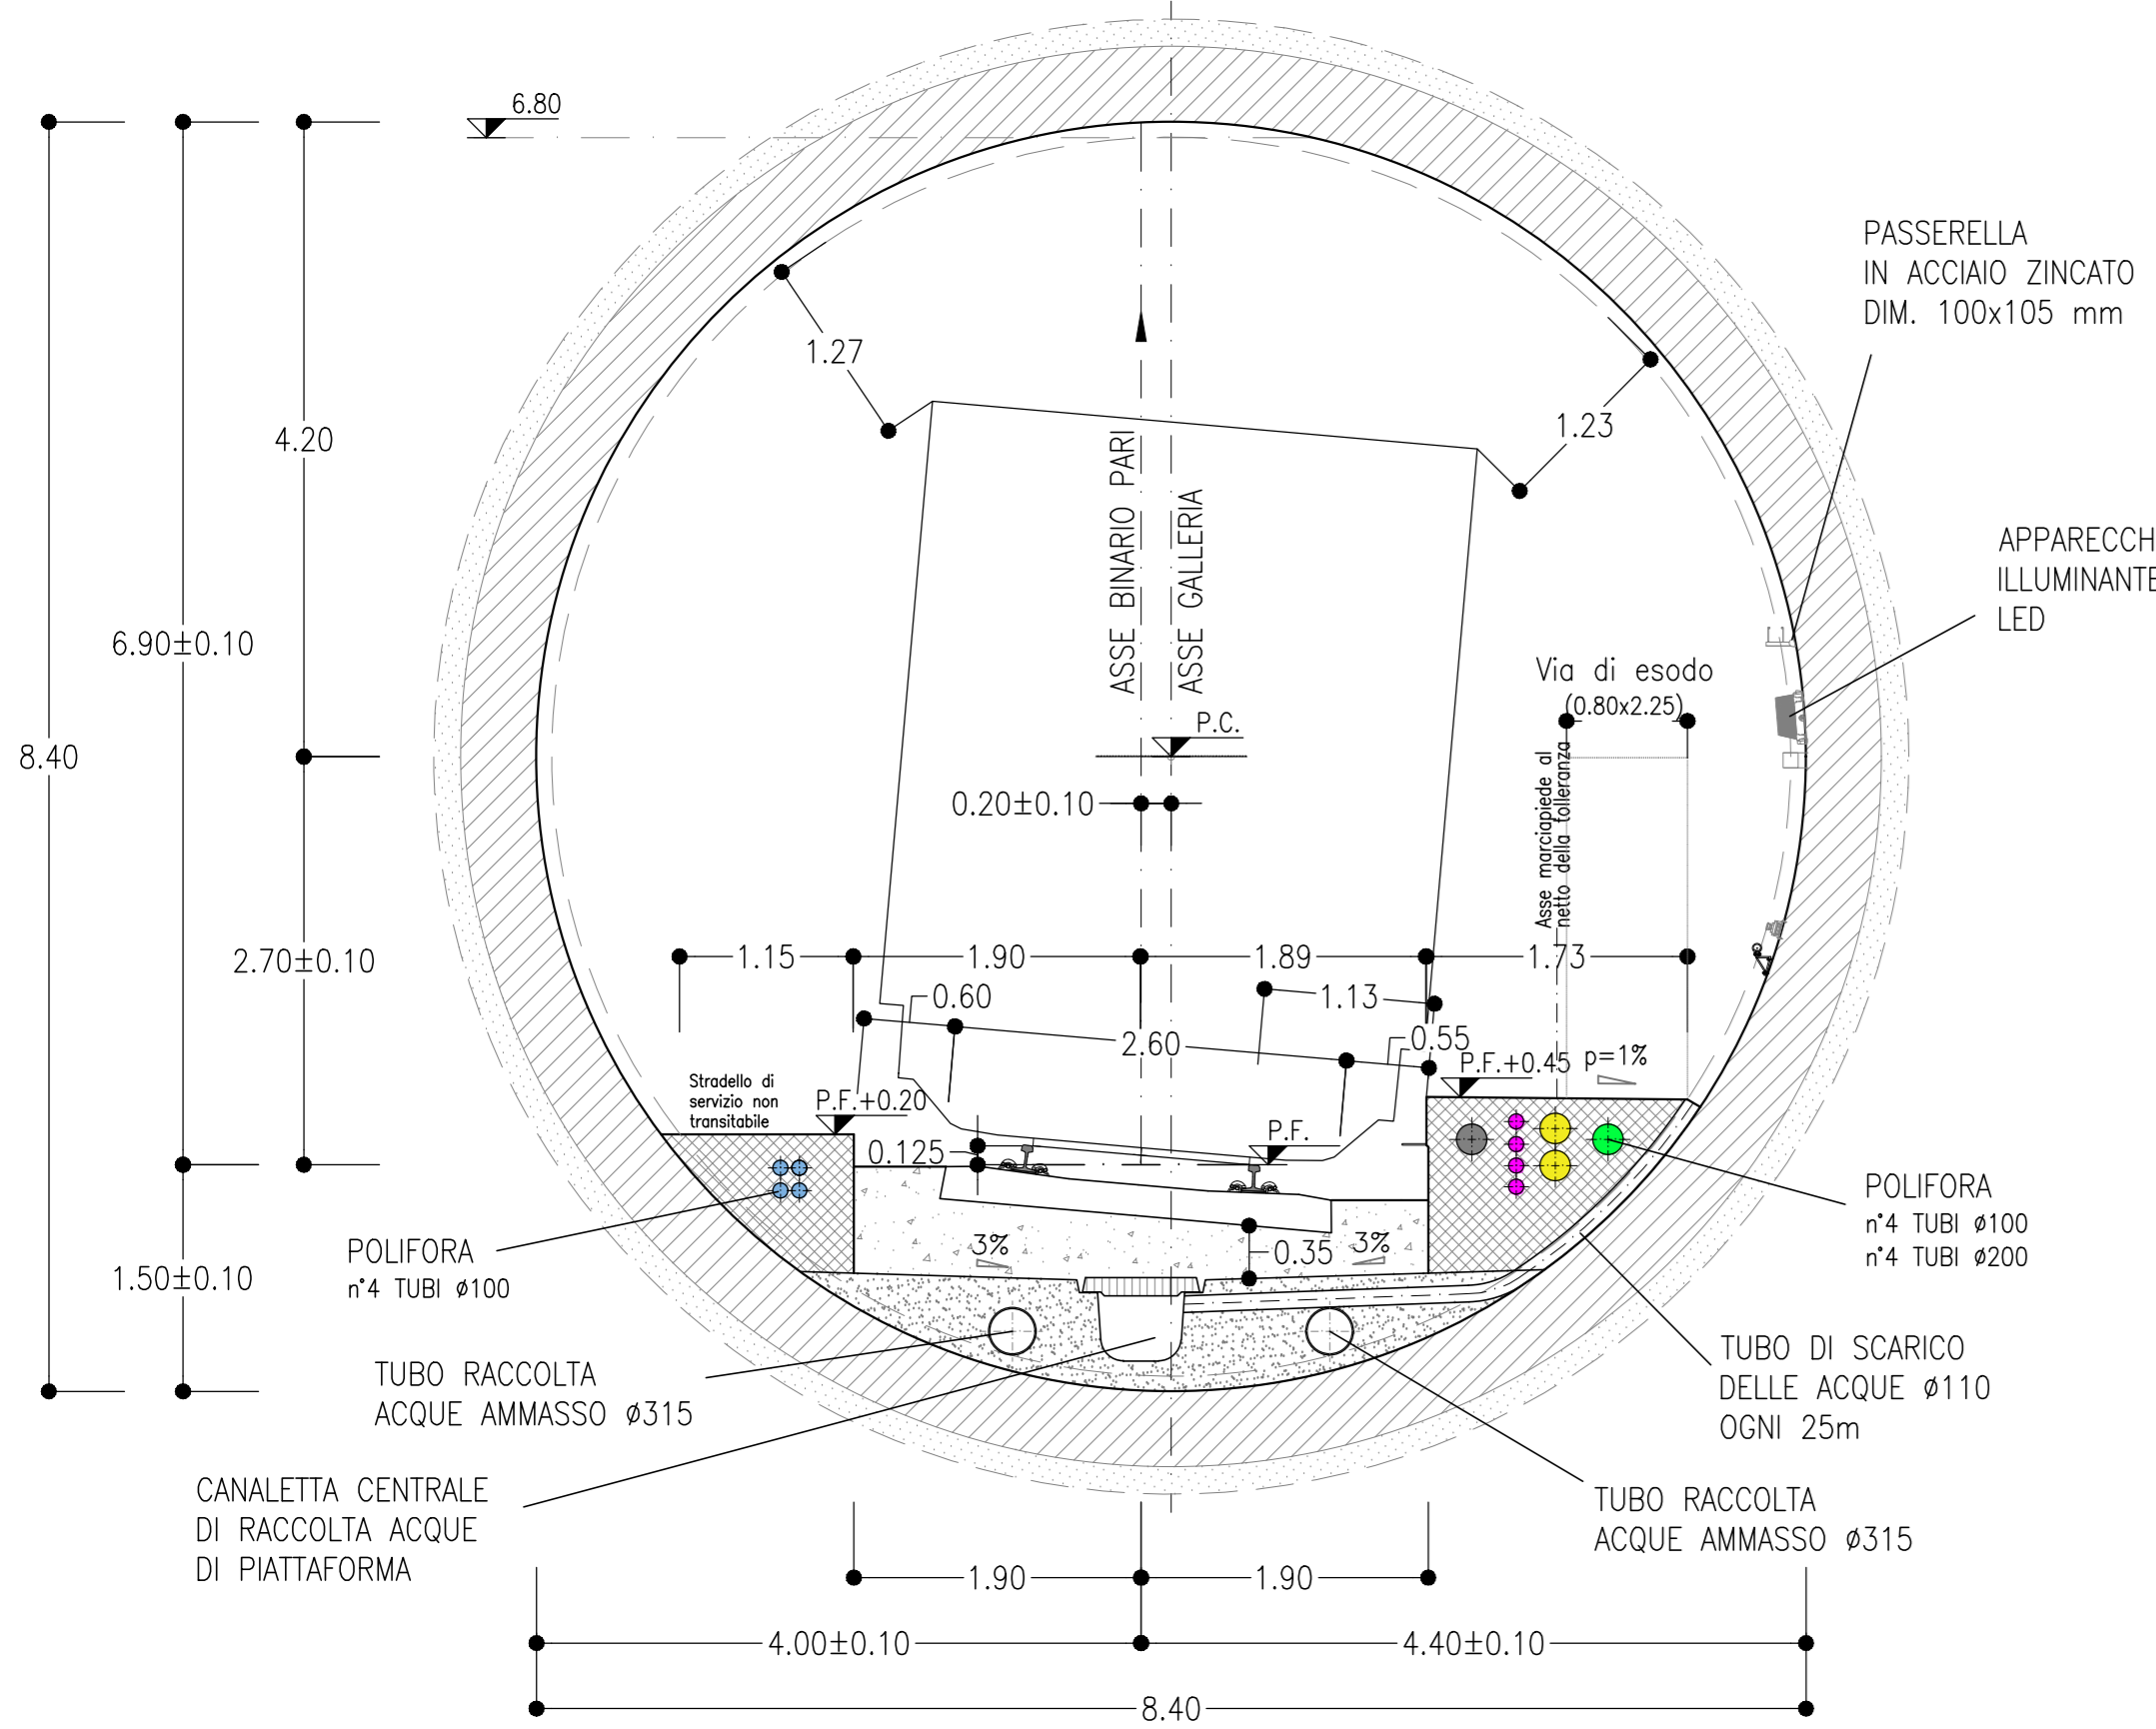 6.80
PASSERELLA
IN ACCIAIO ZINCATO
DIM. 100x105 mm
1.27
1.23
4.20
ASSE BINARIO PARI
ASSE GALLERIA
APPARECCH
ILLUMINANTE
LED
6.90±0.10
Via di esodo
(0.80x2.25)
P.C.
8.40
0.20±0.10
Asse marciapiede al
netto della tolleranza
2.70±0.10
1.15
1.90
1.89
1.73
0.60
1.13
2.60
0.55
P.F.+0.45
p=1%
Stradello di
servizio non
transitabile
P.F.+0.20
0.125
P.F.
POLIFORA
n°4 TUBI ø100
n°4 TUBI ø200
POLIFORA
n°4 TUBI ø100
3%
0.35
3%
1.50±0.10
TUBO RACCOLTA
ACQUE AMMASSO ø315
TUBO DI SCARICO
DELLE ACQUE ø110
OGNI 25m
CANALETTA CENTRALE
DI RACCOLTA ACQUE
DI PIATTAFORMA
TUBO RACCOLTA
ACQUE AMMASSO ø315
1.90
1.90
4.00±0.10
4.40±0.10
8.40